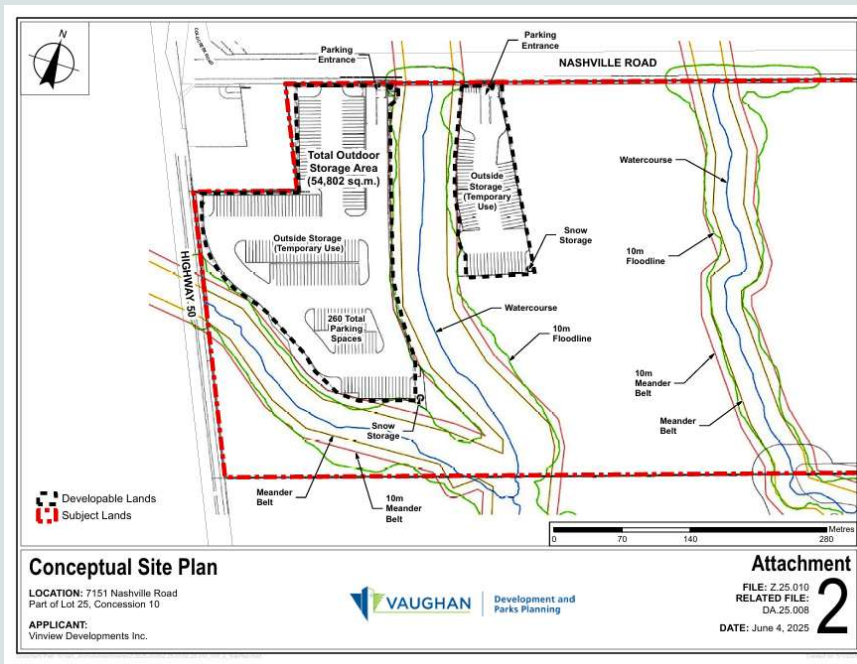 N
Parking
Entrance
Parking
Entrance
NASHVILLE ROAD
Total Outdoor
Storage Area
(54,802 sq.m.)
Outside
Storage
(Temporary
Use)
Watercourse
Snow
Storage
Outside Storage
(Temporary Use)
10m
Floodline
HIGHWAY 50
260 Total
Parking
Spaces
Watercourse
10m
Floodline
10m
Meander
Belt
Meander
Belt
Snow
Storage
Meander
Belt
10m
Meander
Belt
Developable Lands
Subject Lands
Metres
0 70 140 280
Conceptual Site Plan
LOCATION: 7151 Nashville Road
Part of Lot 25, Concession 10
APPLICANT:
Vinview Developments Inc.
VAUGHAN
Development and
Parks Planning
Attachment
2
FILE: Z.25.010
RELATED FILE:
DA.25.008
DATE: June 4, 2025